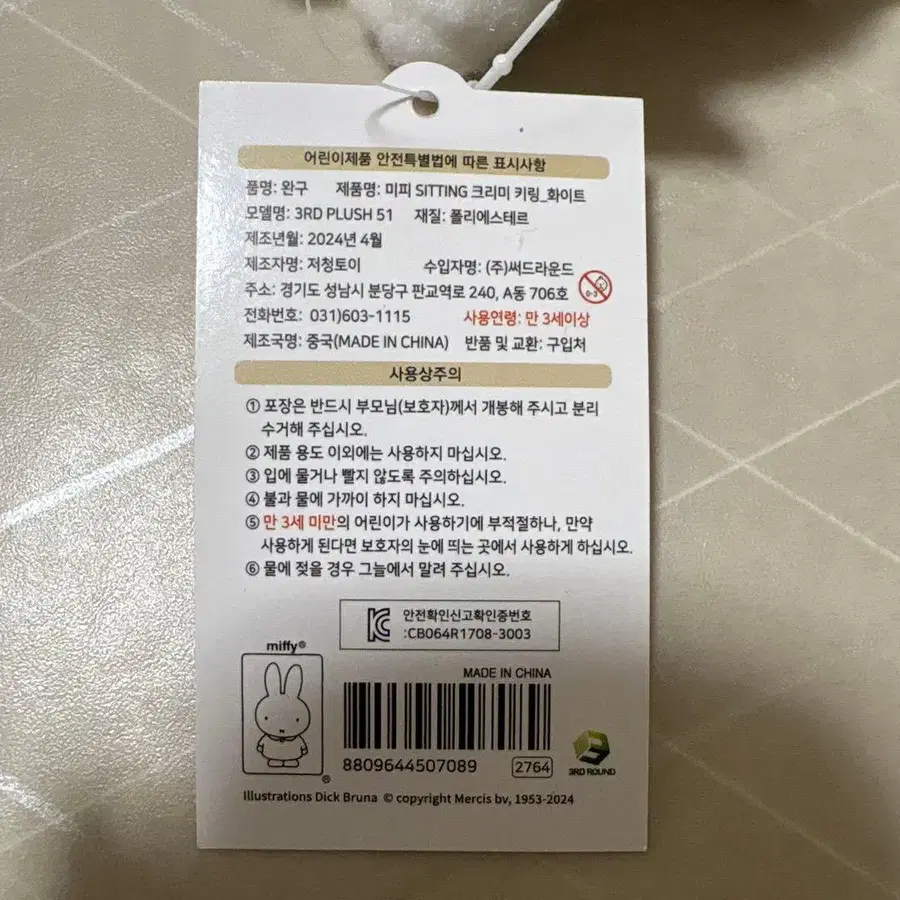 어린이제품 안전특별법에 따른 표시사항
품명: 완구 제품명: 미피 SITTING 크리미 키링_화이트
모델명: 3RD PLUSH 51 재질: 폴리에스테르
제조년월: 2024년 4월
제조자명: 저청토이 수입자명: (주)써드라운드
주소: 경기도 성남시 분당구 판교역로 240, A동 706호
0-3
전화번호: 031)603-1115 사용연령: 만 3세이상
제조국명: 중국(MADE IN CHINA) 반품 및 교환: 구입처
사용상주의
① 포장은 반드시 부모님(보호자)께서 개봉해 주시고 분리
수거해 주십시오.
② 제품 용도 이외에는 사용하지 마십시오.
③ 입에 물거나 빨지 않도록 주의하십시오.
④ 불과 물에 가까이 하지 마십시오.
⑤ 만 3세 미만의 어린이가 사용하기에 부적절하나, 만약
사용하게 된다면 보호자의 눈에 띄는 곳에서 사용하게 하십시오.
⑥ 물에 젖을 경우 그늘에서 말려 주십시오.
안전확인신고확인증번호
:CB064R1708-3003
miffy®
MADE IN CHINA
8809644507089 2764
3RD ROUND
®
Illustrations Dick Bruna © copyright Mercis bv, 1953-2024